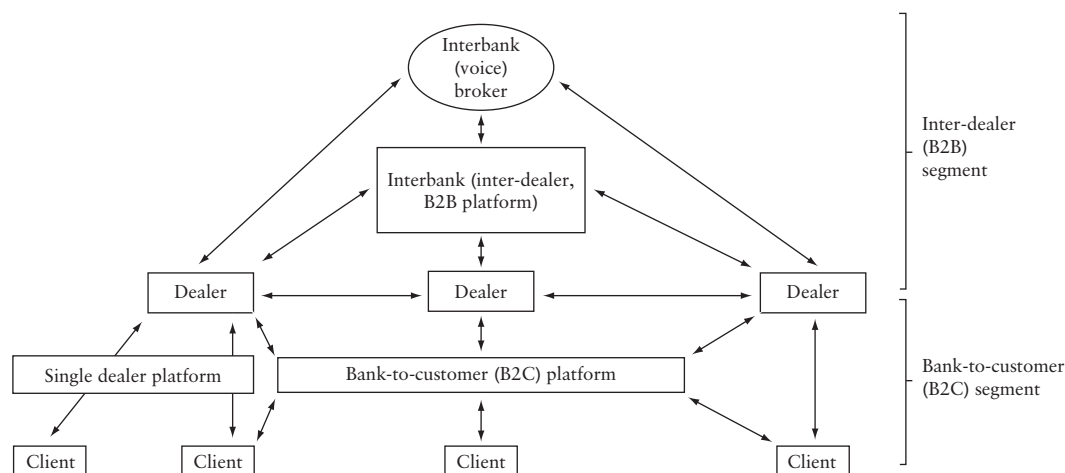 Interbank
(voice)
broker
Inter-dealer
(B2B)
segment
Interbank (inter-dealer,
B2B platform)
Dealer
Dealer
Dealer
Single dealer platform
Bank-to-customer (B2C) platform
Bank-to-customer
(B2C) segment
Client
Client
Client
Client